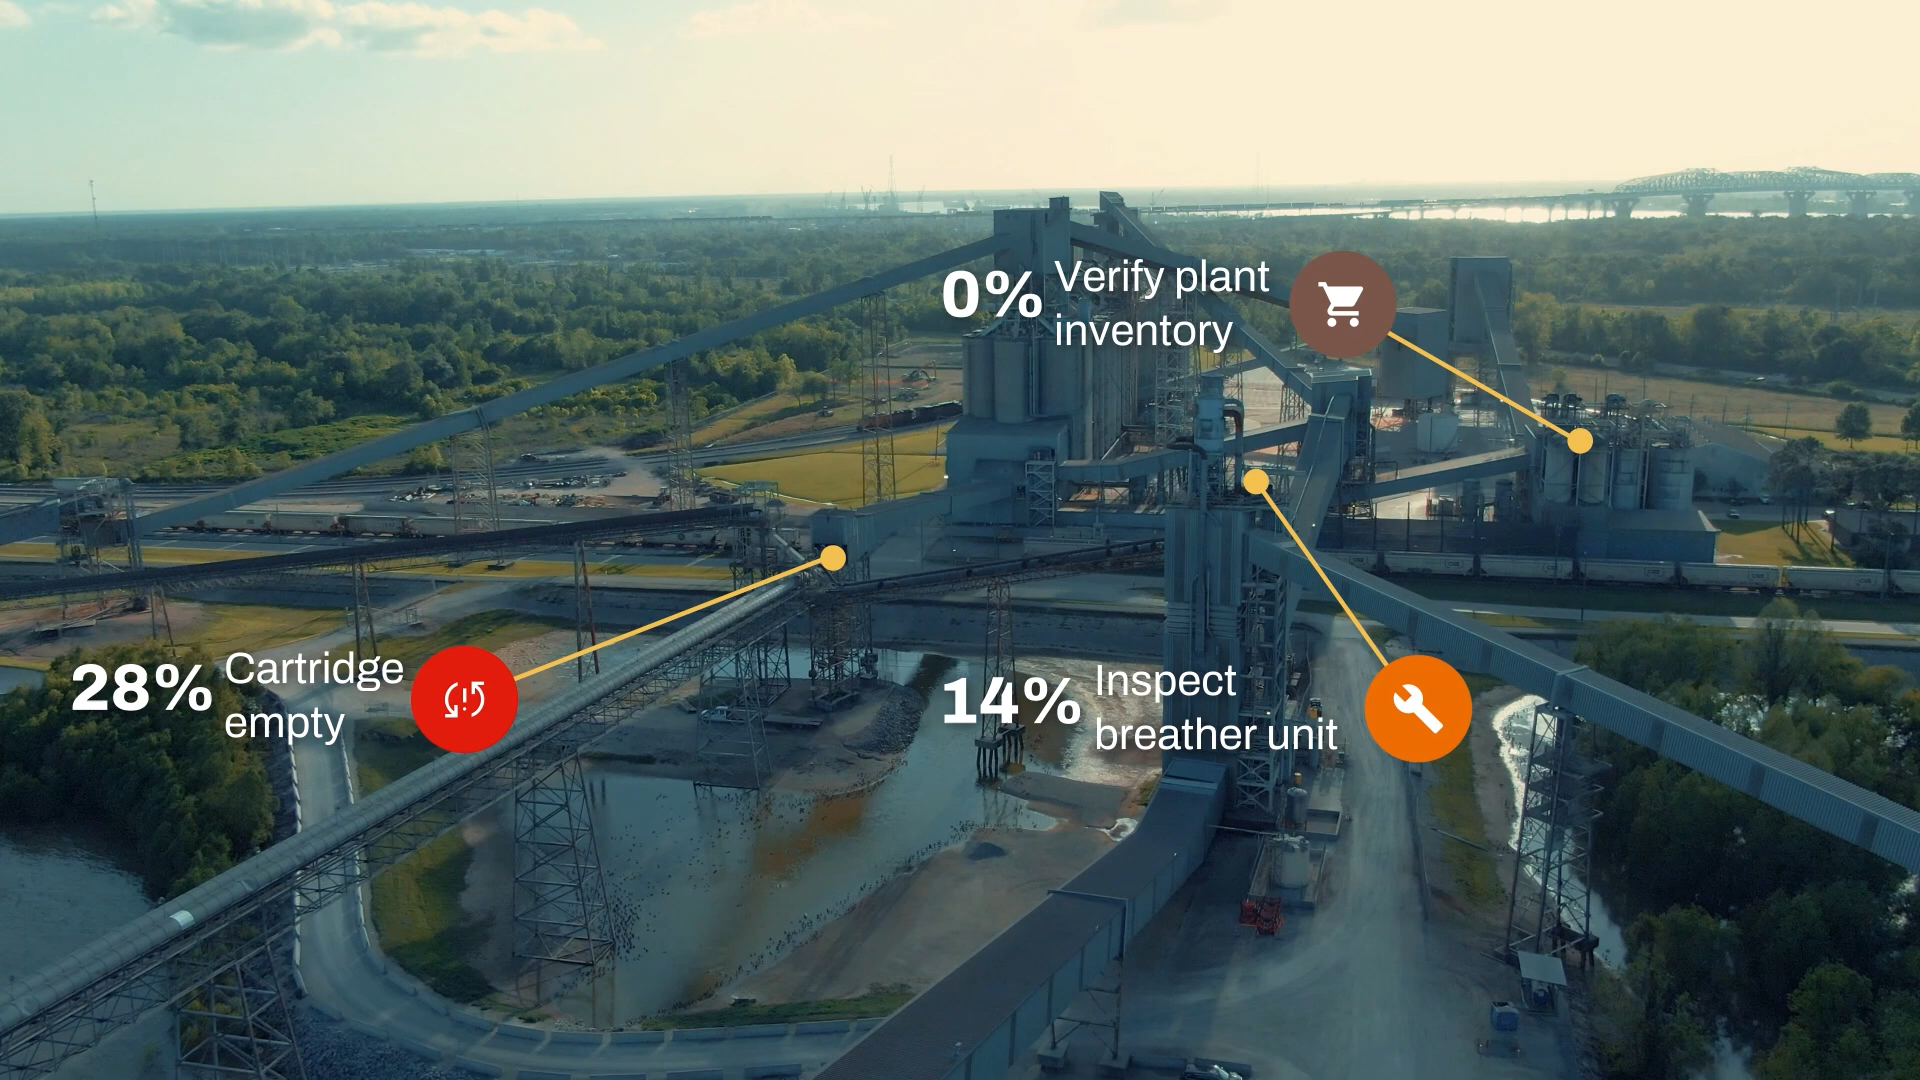 0% Verify plant
inventory
28% Cartridge
empty
14% Inspect
breather unit